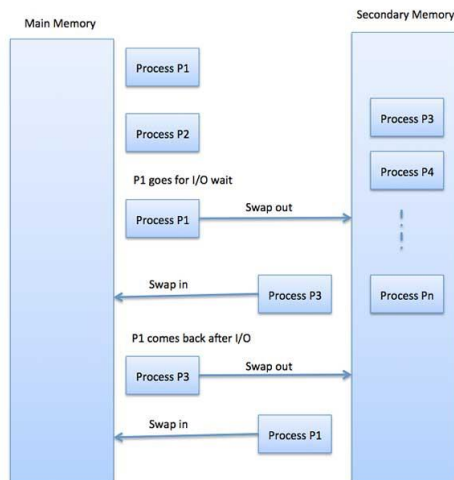 Main Memory
Secondary Memory
Process P1
Process P2
Process P3
Process P4
P1 goes for I/O wait
Process P1
Swap out
Swap in
Process P3
Process Pn
P1 comes back after I/O
Process P3
Swap out
Swap in
Process P1